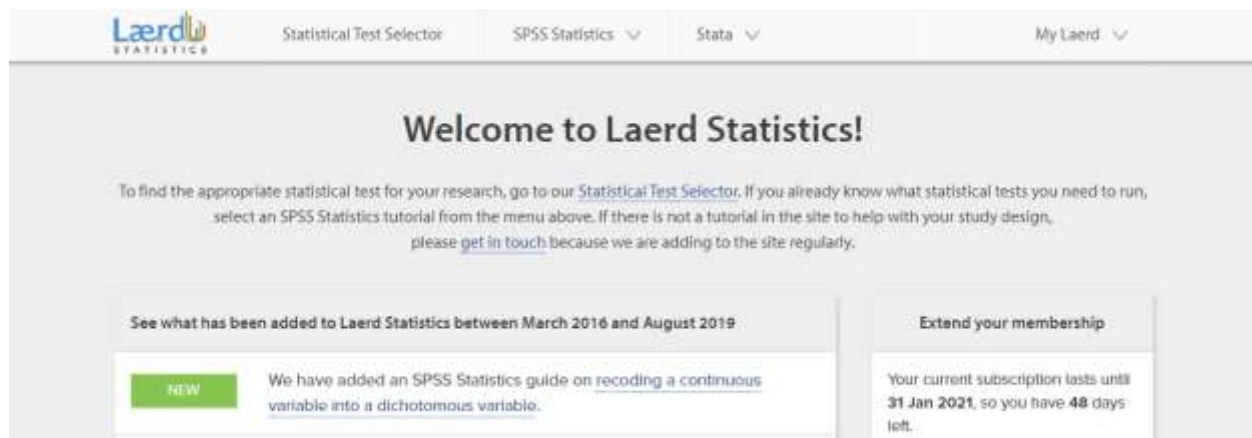 Lærd
STATISTICS
Statistical Test Selector
SPSS Statistics
Stata
My Laerd
Welcome to Laerd Statistics!
To find the appropriate statistical test for your research, go to our Statistical Test Selector. If you already know what statistical tests you need to run,
select an SPSS Statistics tutorial from the menu above. If there is not a tutorial in the site to help with your study design,
please get in touch because we are adding to the site regularly.
See what has been added to Laerd Statistics between March 2016 and August 2019
NEW
We have added an SPSS Statistics guide on recoding a continuous
variable into a dichotomous variable.
Extend your membership
Your current subscription lasts until
31 Jan 2021, so you have 48 days
left.